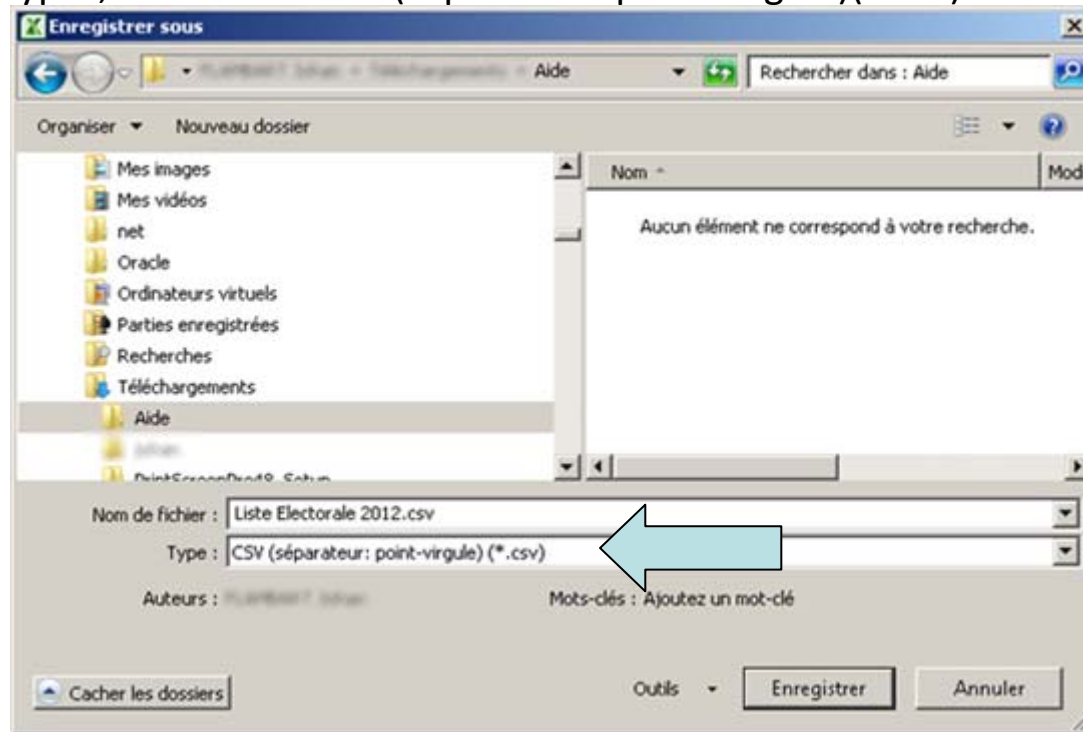 Enregistrer sous
Aide
Rechercher dans : Aide
Organiser
Nouveau dossier
Mes images
Mes vidéos
net
Oracle
Ordinateurs virtuels
Parties enregistrées
Recherches
Téléchargements
Aide
Nom
Mod
Aucun élément ne correspond à votre recherche.
Nom de fichier : Liste Electorale 2012.csv
Type : CSV (séparateur: point-virgule) (*.csv)
Auteurs :
Mots-clés : Ajoutez un mot-clé
Cacher les dossiers
Outils
Enregistrer
Annuler